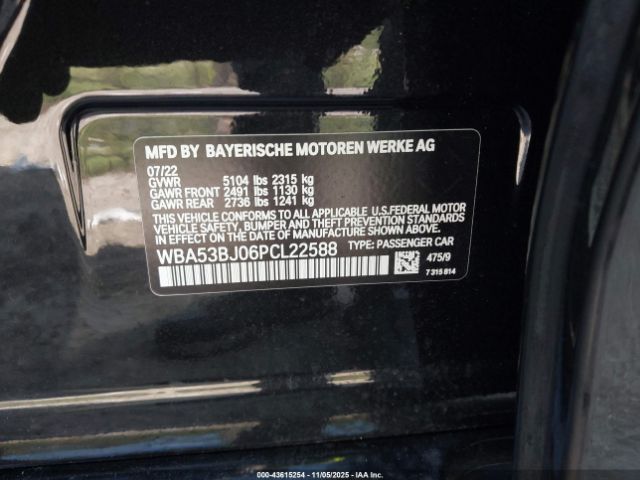 MFD BY BAYERISCHE MOTOREN WERKE AG
07/22
GVWR 5104 lbs 2315 kg
GAWR FRONT 2491 lbs 1130 kg
GAWR REAR 2736 lbs 1241 kg
THIS VEHICLE CONFORMS TO ALL APPLICABLE U.S.FEDERAL MOTOR
VEHICLE SAFETY, BUMPER, AND THEFT PREVENTION
STANDARDS IN EFFECT ON THE DATE OF MANUFACTURE SHOWN ABOVE.
WBA53BJ06PCL22588 TYPE: PASSENGER CAR
475/9
7 315 814
000-43615254 - 11/05/2025 - IAA Inc.